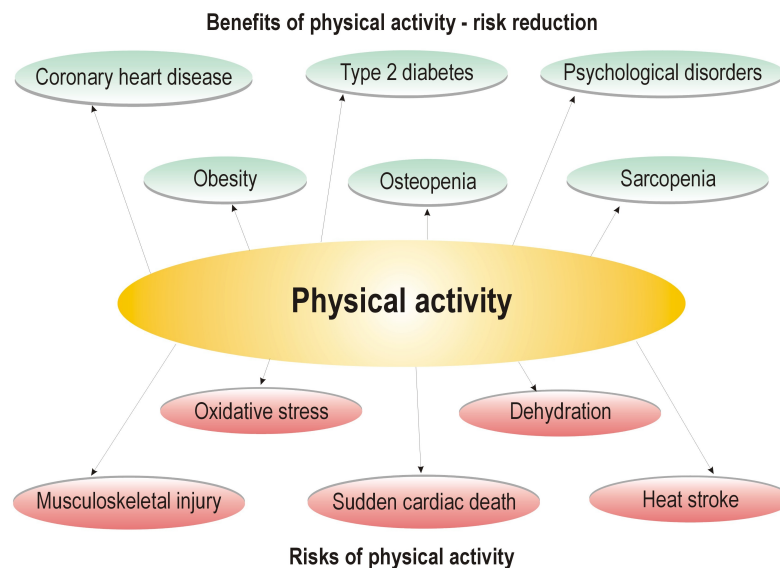 Benefits of physical activity - risk reduction
Coronary heart disease
Type 2 diabetes
Psychological disorders
Obesity
Osteopenia
Sarcopenia
Physical activity
Oxidative stress
Dehydration
Musculoskeletal injury
Sudden cardiac death
Heat stroke
Risks of physical activity